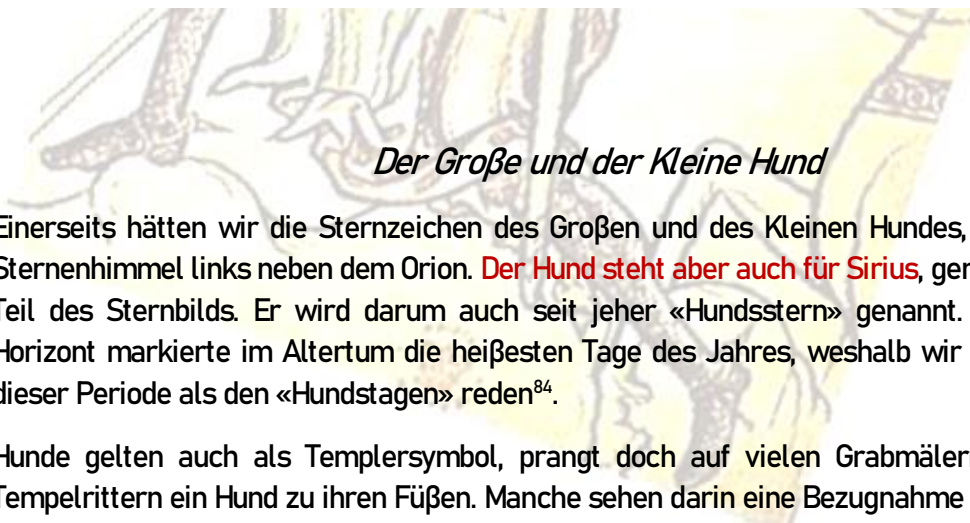 Der Große und der Kleine Hund
Einerseits hätten wir die Sternzeichen des Großen und des Kleinen Hundes,
Sternenhimmel links neben dem Orion. Der Hund steht aber auch für Sirius,
Teil des Sternbilds. Er wird darum auch seit jeher «Hundsstern» genannt.
Horizont markierte im Altertum die heißesten Tage des Jahres, weshalb wir
dieser Periode als den «Hundstagen» reden⁸⁴.
Hunde gelten auch als Templersymbol, prangt doch auf vielen Grabmälern
Tempelrittern ein Hund zu ihren Füßen. Manche sehen darin eine Bezugnahme